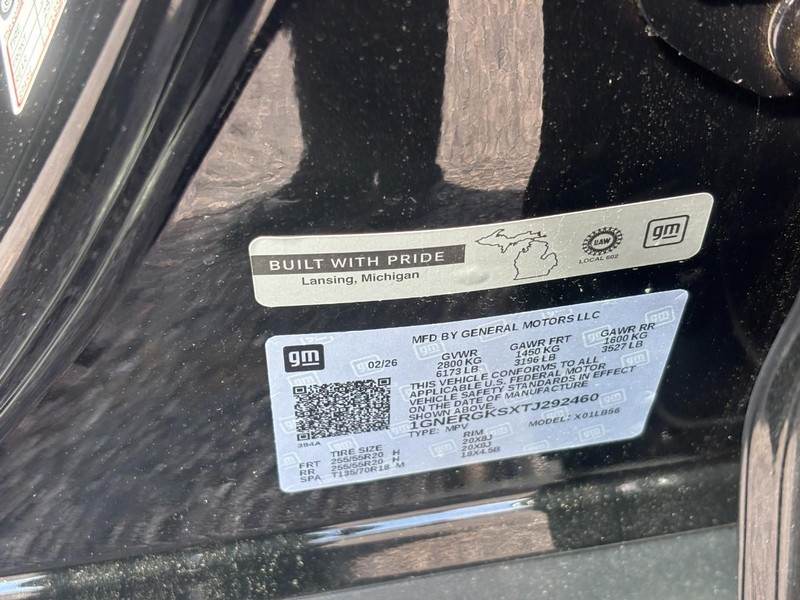 BUILT WITH PRIDE
Lansing, Michigan
UAW
LOCAL 602
gm
gm
MFD BY GENERAL MOTORS LLC
02/26
GVWR GAWR FRT GAWR RR
2800 KG 1450 KG 1600 KG
6173 LB 3196 LB 3527 LB
THIS VEHICLE CONFORMS TO ALL
APPLICABLE U.S. FEDERAL MOTOR
VEHICLE SAFETY STANDARDS IN EFFECT
ON THE DATE OF MANUFACTURE
SHOWN ABOVE.
1GNERGKSXTJ292460
TYPE: MPV MODEL: X01LB56
384A
TIRE SIZE RIM
FRT 255/55R20 H 20X8J
RR 255/55R20 H 20X8J
SPA T135/70R18 M 18X4.5B